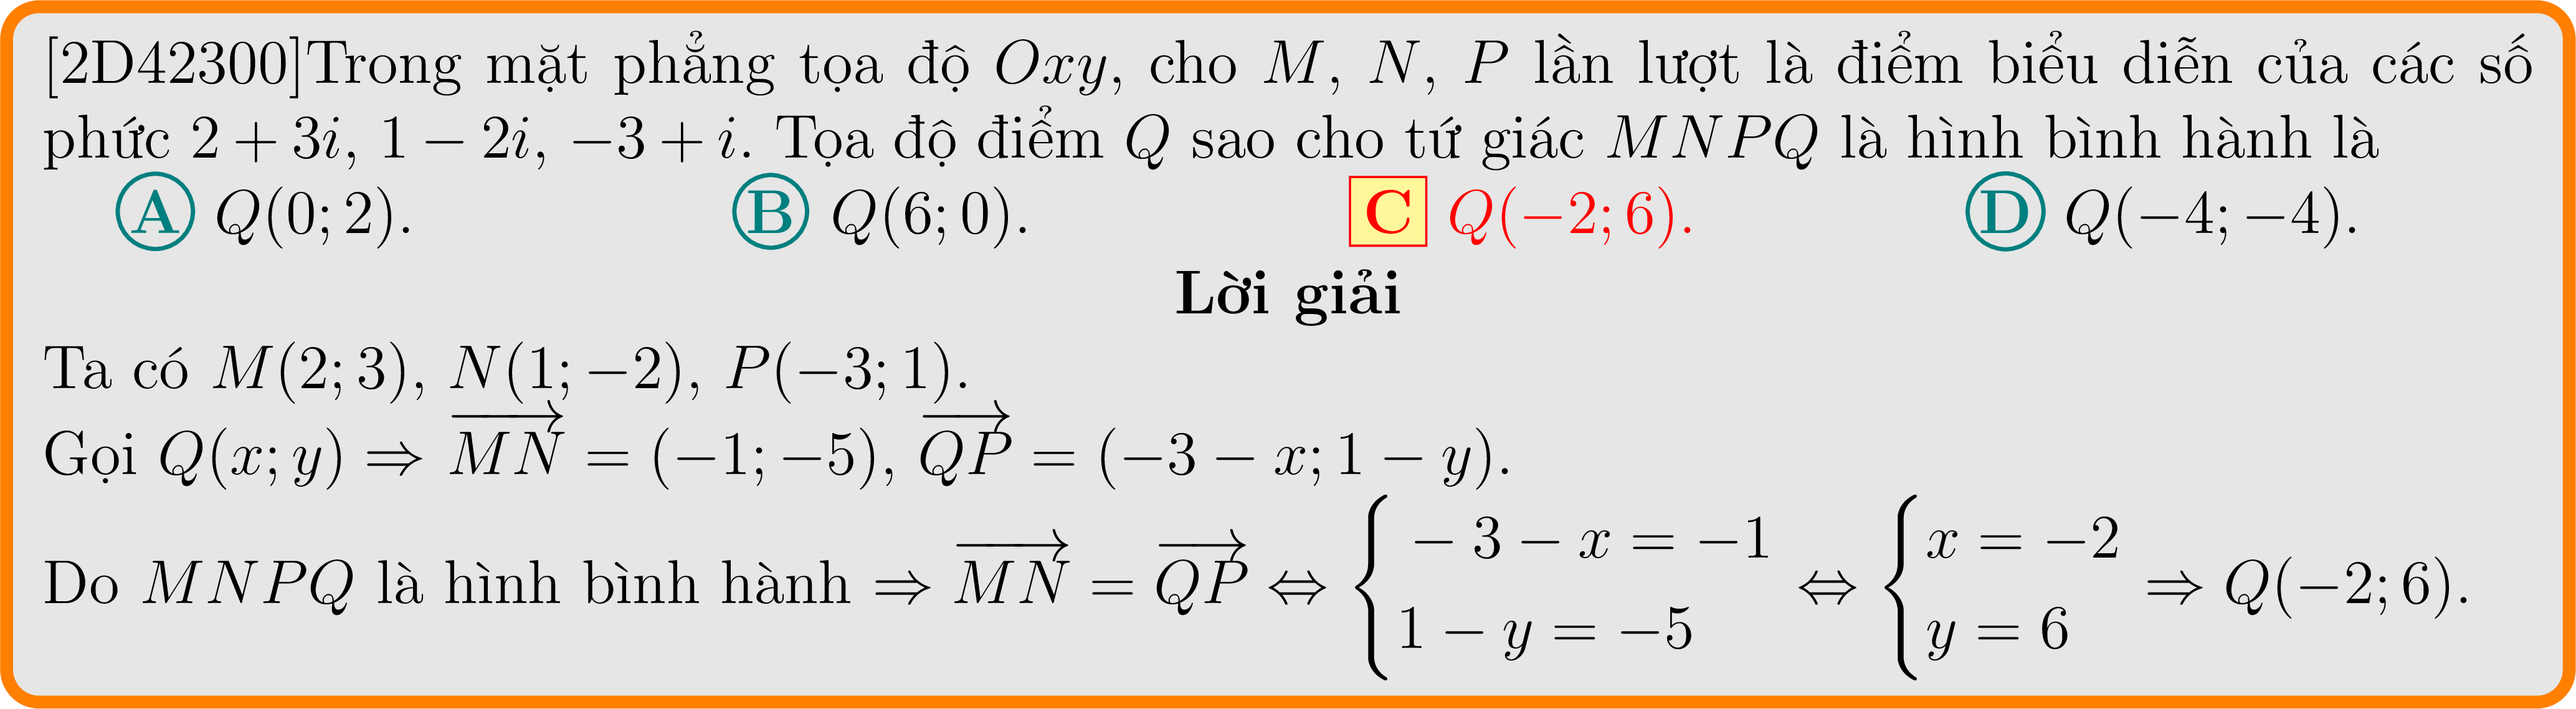 [2D42300]Trong mặt phẳng tọa độ Oxy, cho M, N, P lần lượt là điểm biểu diễn của các số
phức 2 + 3i, 1 − 2i, −3 + i. Tọa độ điểm Q sao cho tứ giác MNPQ là hình bình hành là
A Q(0; 2). B Q(6; 0). C Q(−2; 6). D Q(−4; −4).
Lời giải
Ta có M(2; 3), N(1; −2), P(−3; 1).
Gọi Q(x; y) ⇒ $\overrightarrow{MN}$ = (−1; −5), $\overrightarrow{QP}$ = (−3 − x; 1 − y).
Do MNPQ là hình bình hành ⇒ $\overrightarrow{MN} = \overrightarrow{QP} \Leftrightarrow \begin{cases} -3 - x = -1 \\ 1 - y = -5 \end{cases} \Leftrightarrow \begin{cases} x = -2 \\ y = 6 \end{cases}$ ⇒ Q(−2; 6).